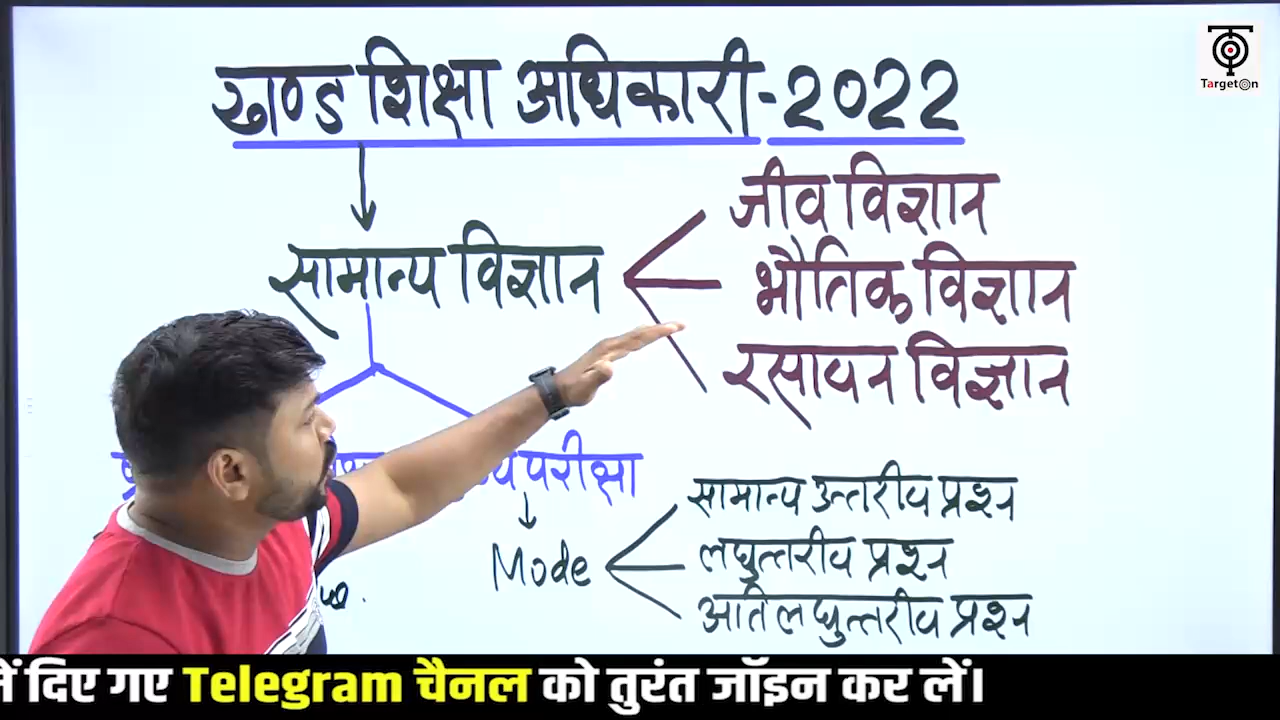 खण्ड शिक्षा अधिकारी-2022
TargetOn
सामान्य विज्ञान
जीव विज्ञान
भौतिक विज्ञान
रसायन विज्ञान
परीक्षा
Mode
सामान्य उत्तरीय प्रश्न
लघुत्तरीय प्रश्न
अतिलघुत्तरीय प्रश्न
दिए गए Telegram चैनल को तुरंत जॉइन कर लें।